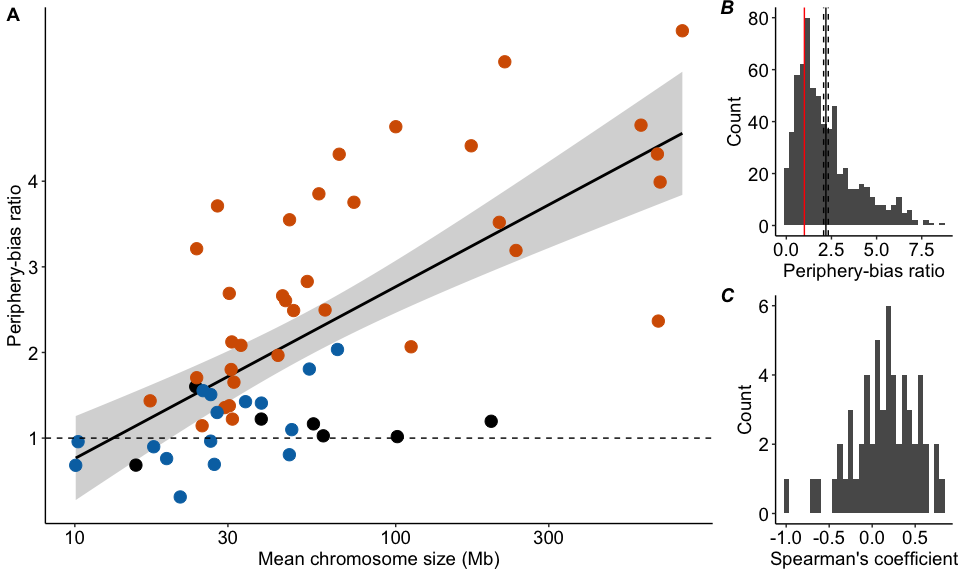 A
Periphery-bias ratio
4
3
2
1
10
30
100
300
Mean chromosome size (Mb)
B
Count
80
60
40
20
0
0.0
2.5
5.0
7.5
Periphery-bias ratio
C
Count
6
4
2
0
-1.0
-0.5
0.0
0.5
Spearman's coefficient